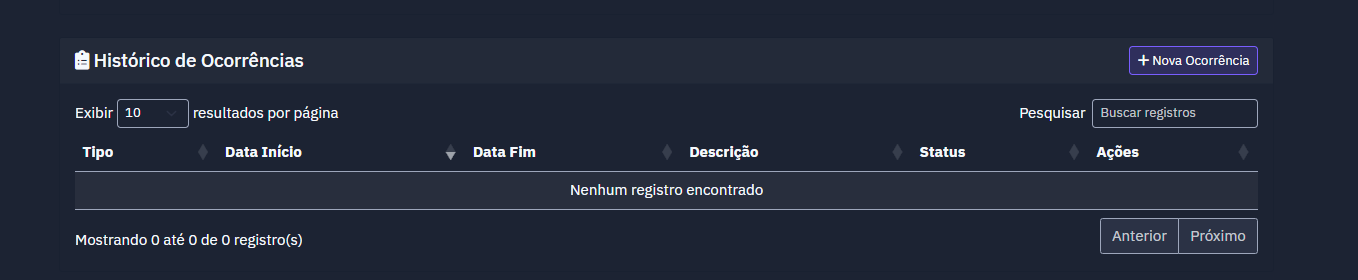 Histórico de Ocorrências
+ Nova Ocorrência
Exibir 10 resultados por página
Pesquisar Buscar registros
Tipo Data Início Data Fim Descrição Status Ações
Nenhum registro encontrado
Mostrando 0 até 0 de 0 registro(s)
Anterior Próximo